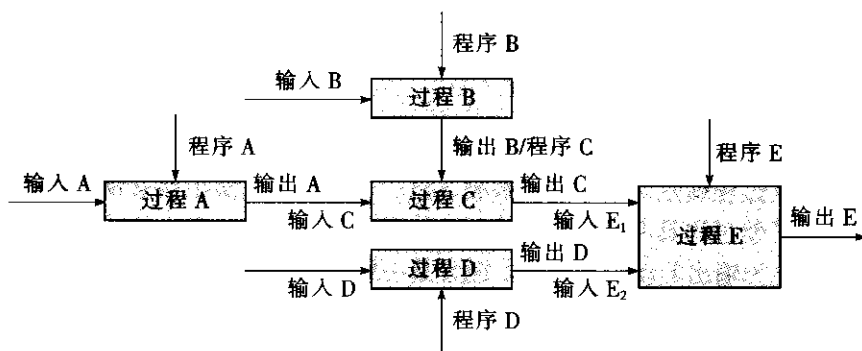 程序 B
输入 B
过程 B
程序 A
输出 B/程序 C
程序 E
输入 A
过程 A
输出 A
输入 C
过程 C
输出 C
输入 E₁
过程 E
输出 E
输入 D
过程 D
输出 D
输入 E₂
程序 D